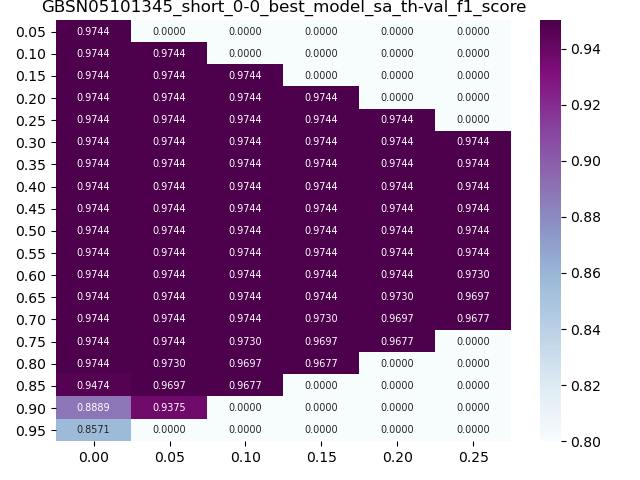 GBSN05101345_short_0-0_best_model_sa_th-val_f1_score
0.05 0.9744 0.0000 0.0000 0.0000 0.0000 0.0000
0.10 0.9744 0.9744 0.0000 0.0000 0.0000 0.0000
0.15 0.9744 0.9744 0.9744 0.0000 0.0000 0.0000
0.20 0.9744 0.9744 0.9744 0.9744 0.0000 0.0000
0.25 0.9744 0.9744 0.9744 0.9744 0.9744 0.0000
0.30 0.9744 0.9744 0.9744 0.9744 0.9744 0.9744
0.35 0.9744 0.9744 0.9744 0.9744 0.9744 0.9744
0.40 0.9744 0.9744 0.9744 0.9744 0.9744 0.9744
0.45 0.9744 0.9744 0.9744 0.9744 0.9744 0.9744
0.50 0.9744 0.9744 0.9744 0.9744 0.9744 0.9744
0.55 0.9744 0.9744 0.9744 0.9744 0.9744 0.9744
0.60 0.9744 0.9744 0.9744 0.9744 0.9744 0.9730
0.65 0.9744 0.9744 0.9744 0.9744 0.9730 0.9697
0.70 0.9744 0.9744 0.9744 0.9730 0.9697 0.9677
0.75 0.9744 0.9744 0.9730 0.9697 0.9677 0.0000
0.80 0.9744 0.9730 0.9697 0.9677 0.0000 0.0000
0.85 0.9474 0.9697 0.9677 0.0000 0.0000 0.0000
0.90 0.8889 0.9375 0.0000 0.0000 0.0000 0.0000
0.95 0.8571 0.0000 0.0000 0.0000 0.0000 0.0000
0.00 0.05 0.10 0.15 0.20 0.25
0.94
0.92
0.90
0.88
0.86
0.84
0.82
0.80